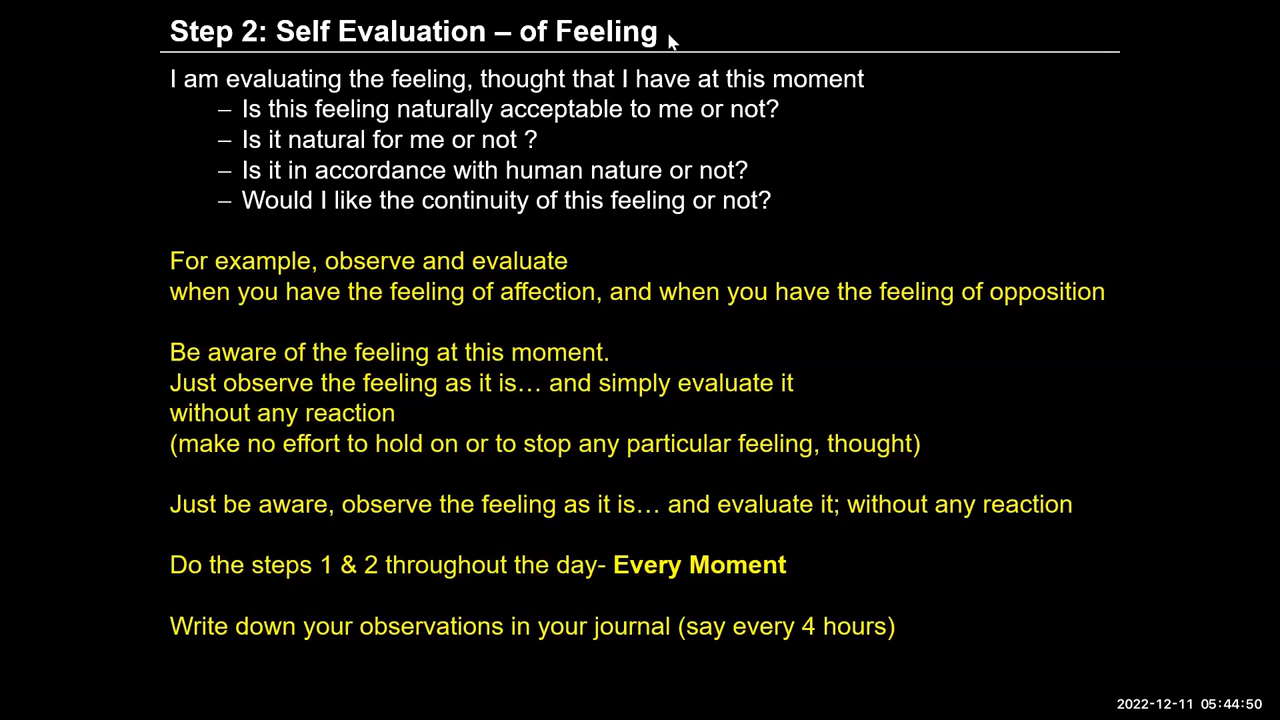 Step 2: Self Evaluation – of Feeling
I am evaluating the feeling, thought that I have at this moment
– Is this feeling naturally acceptable to me or not?
– Is it natural for me or not ?
– Is it in accordance with human nature or not?
– Would I like the continuity of this feeling or not?
For example, observe and evaluate
when you have the feeling of affection, and when you have the feeling of opposition
Be aware of the feeling at this moment.
Just observe the feeling as it is… and simply evaluate it
without any reaction
(make no effort to hold on or to stop any particular feeling, thought)
Just be aware, observe the feeling as it is… and evaluate it; without any reaction
Do the steps 1 & 2 throughout the day- Every Moment
Write down your observations in your journal (say every 4 hours)
2022-12-11 05:44:50